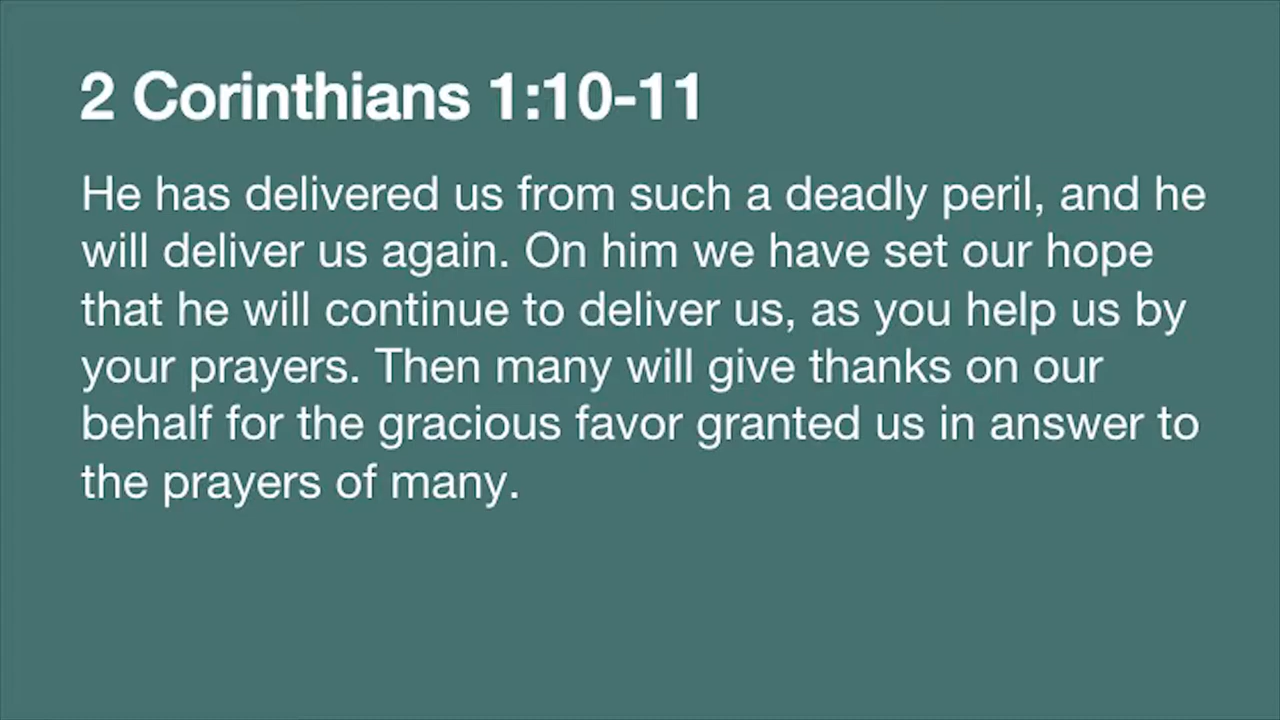 2 Corinthians 1:10-11
He has delivered us from such a deadly peril, and he
will deliver us again. On him we have set our hope
that he will continue to deliver us, as you help us by
your prayers. Then many will give thanks on our
behalf for the gracious favor granted us in answer to
the prayers of many.